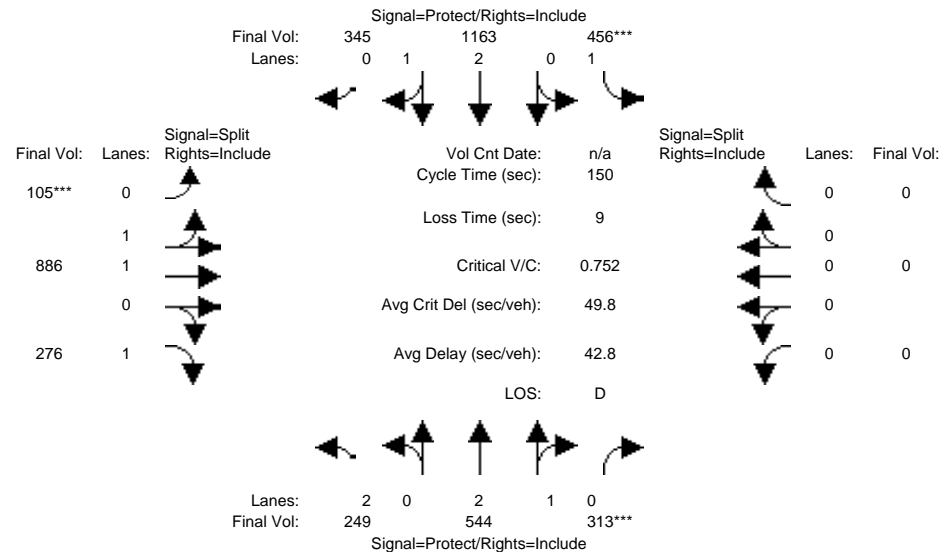 Signal=Protect/Rights=Include
Final Vol: 345 1163 456***
Lanes: 0 1 2 0 1
Signal=Split Signal=Split
Final Vol: Lanes: Rights=Include Vol Cnt Date: n/a Rights=Include Lanes: Final Vol:
Cycle Time (sec): 150
105*** 0 0 0
Loss Time (sec): 9
1 0
886 1 Critical V/C: 0.752 0 0
0 Avg Crit Del (sec/veh): 49.8 0
276 1 Avg Delay (sec/veh): 42.8 0 0
LOS: D
Lanes: 2 0 2 1 0
Final Vol: 249 544 313***
Signal=Protect/Rights=Include